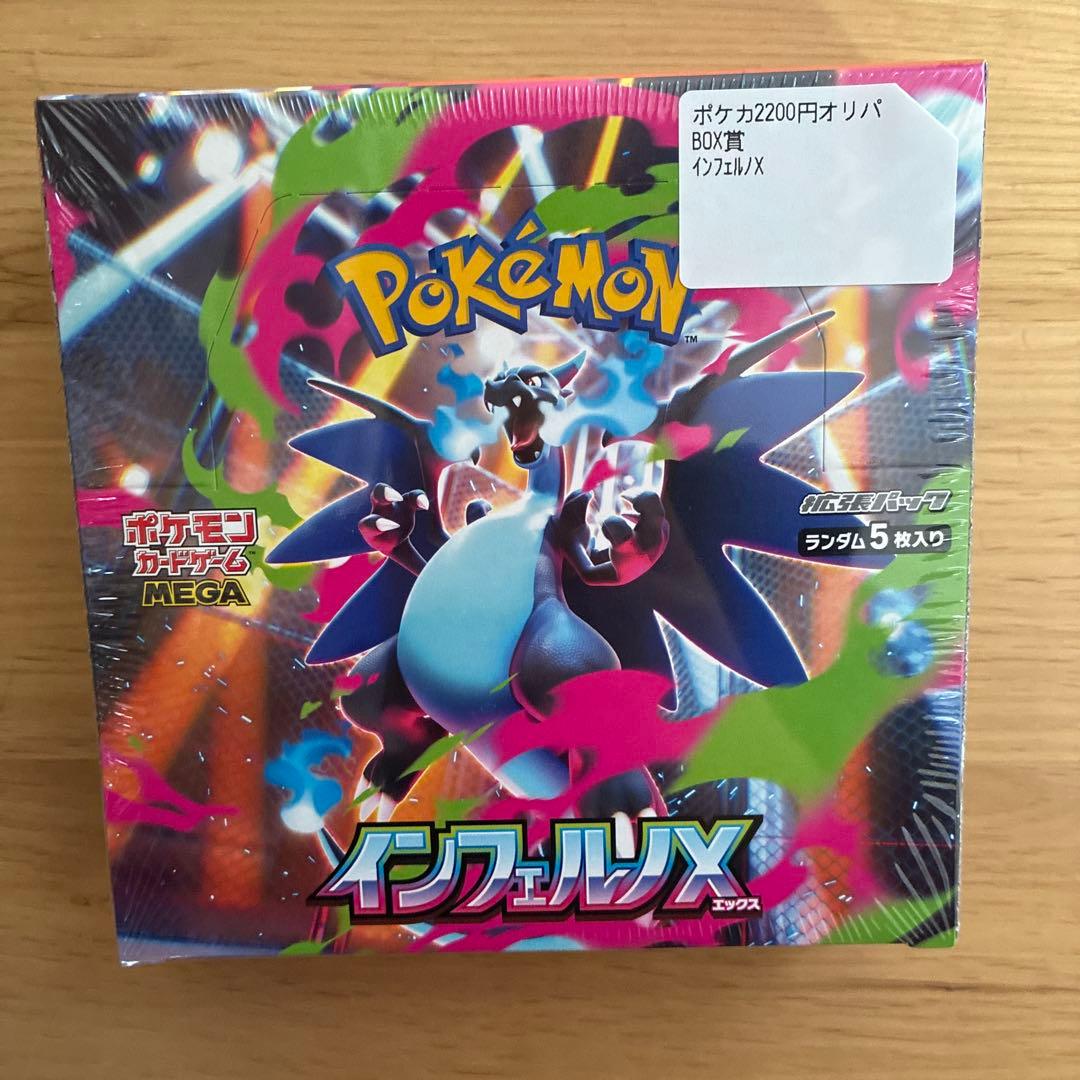 ポケカ2200円オリパ
BOX賞
インフェルノX
POKéMON
TM
拡張パック
ランダム5枚入り
ポケモン
カードゲーム
MEGA
インフェルノX
エックス